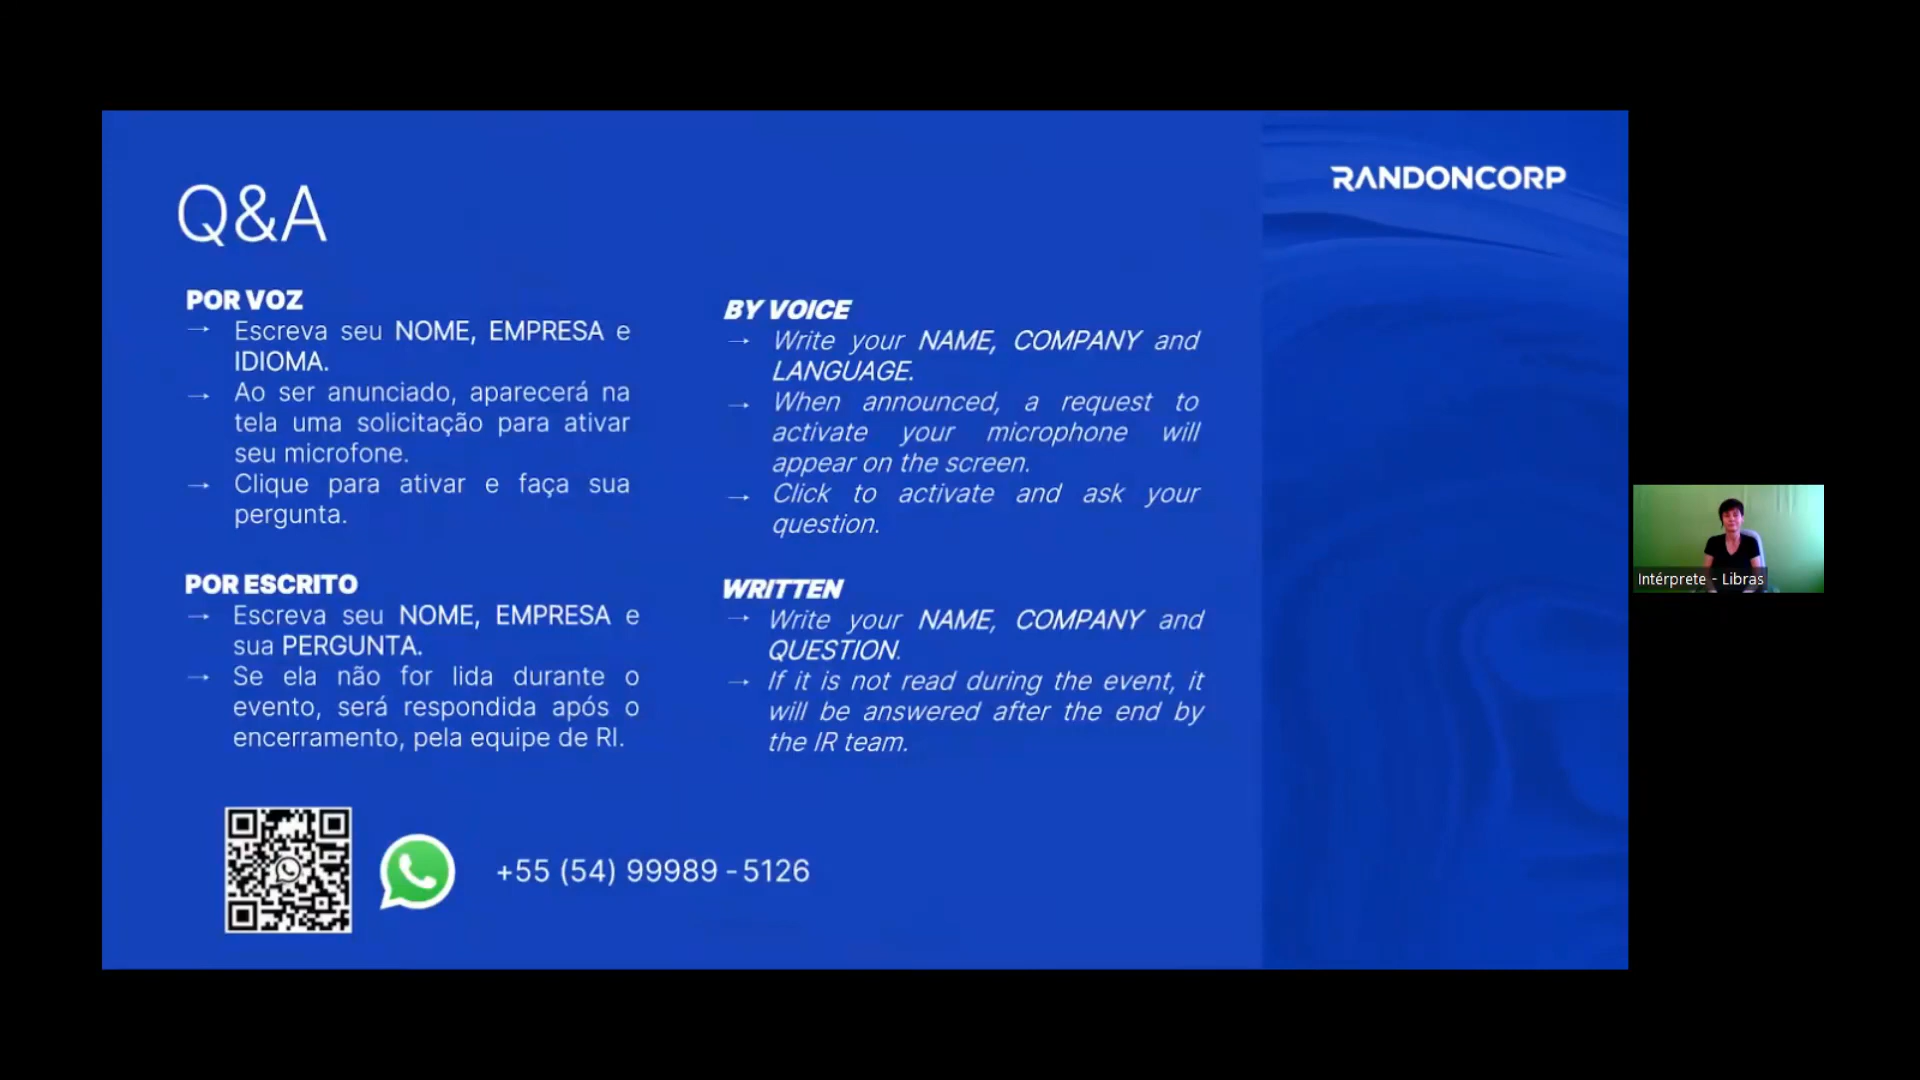 RANDONCORP
Q&A
POR VOZ
→ Escreva seu NOME, EMPRESA e
IDIOMA.
→ Ao ser anunciado, aparecerá na
tela uma solicitação para ativar
seu microfone.
→ Clique para ativar e faça sua
pergunta.
POR ESCRITO
→ Escreva seu NOME, EMPRESA e
sua PERGUNTA.
→ Se ela não for lida durante o
evento, será respondida após o
encerramento, pela equipe de RI.
BY VOICE
→ Write your NAME, COMPANY and
LANGUAGE.
→ When announced, a request to
activate your microphone will
appear on the screen.
→ Click to activate and ask your
question.
WRITTEN
→ Write your NAME, COMPANY and
QUESTION.
→ If it is not read during the event, it
will be answered after the end by
the IR team.
+55 (54) 99989-5126
Intérprete - Libras